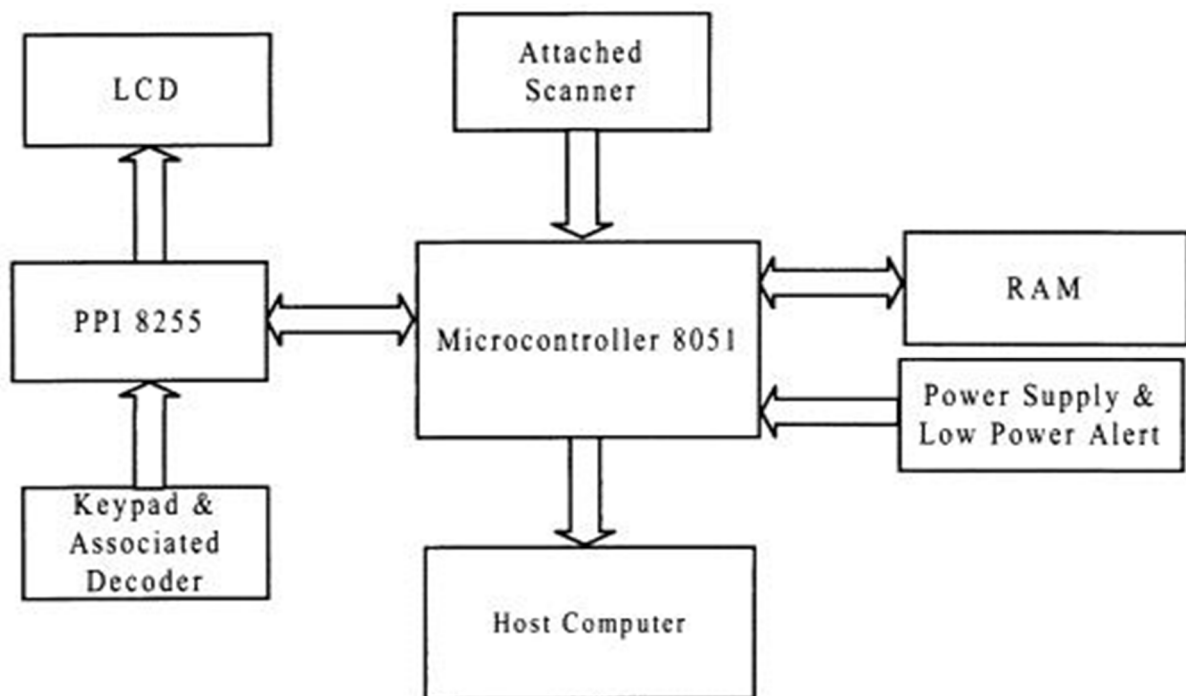 LCD
Attached
Scanner
PPI 8255
Microcontroller 8051
RAM
Power Supply &
Low Power Alert
Keypad &
Associated
Decoder
Host Computer